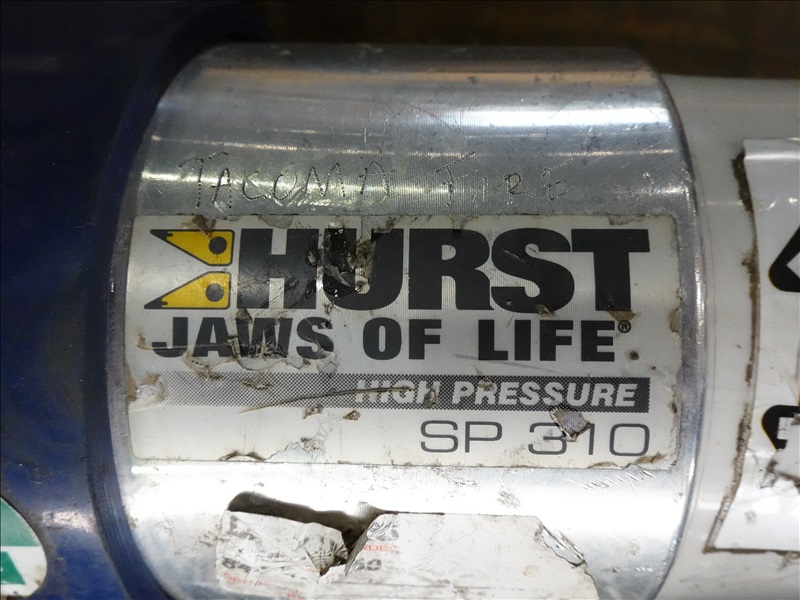 TACOMA FIRE
HURST
JAWS OF LIFE®
HIGH PRESSURE
SP 310